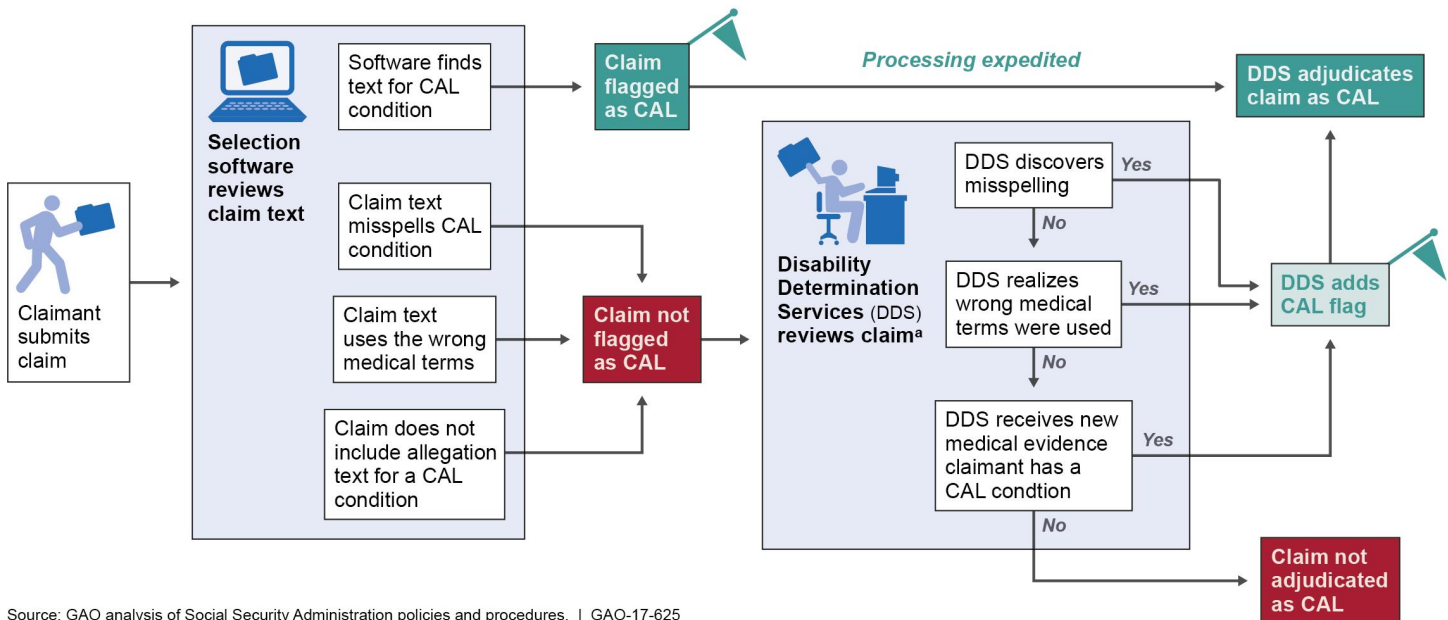 Claimant
submits
claim
Selection
software
reviews
claim text
Software finds
text for CAL
condition
Claim text
misspells CAL
condition
Claim text
uses the wrong
medical terms
Claim does not
include allegation
text for a CAL
condition
Claim
flagged
as CAL
Processing expedited
DDS adjudicates
claim as CAL
Claim not
flagged
as CAL
Disability
Determination
Services (DDS)
reviews claimᵃ
DDS discovers
misspelling
Yes
No
DDS realizes
wrong medical
terms were used
Yes
No
DDS receives new
medical evidence
claimant has a
CAL condtion
Yes
No
DDS adds
CAL flag
Claim not
adjudicated
as CAL
Source: GAO analysis of Social Security Administration policies and procedures. | GAO-17-625